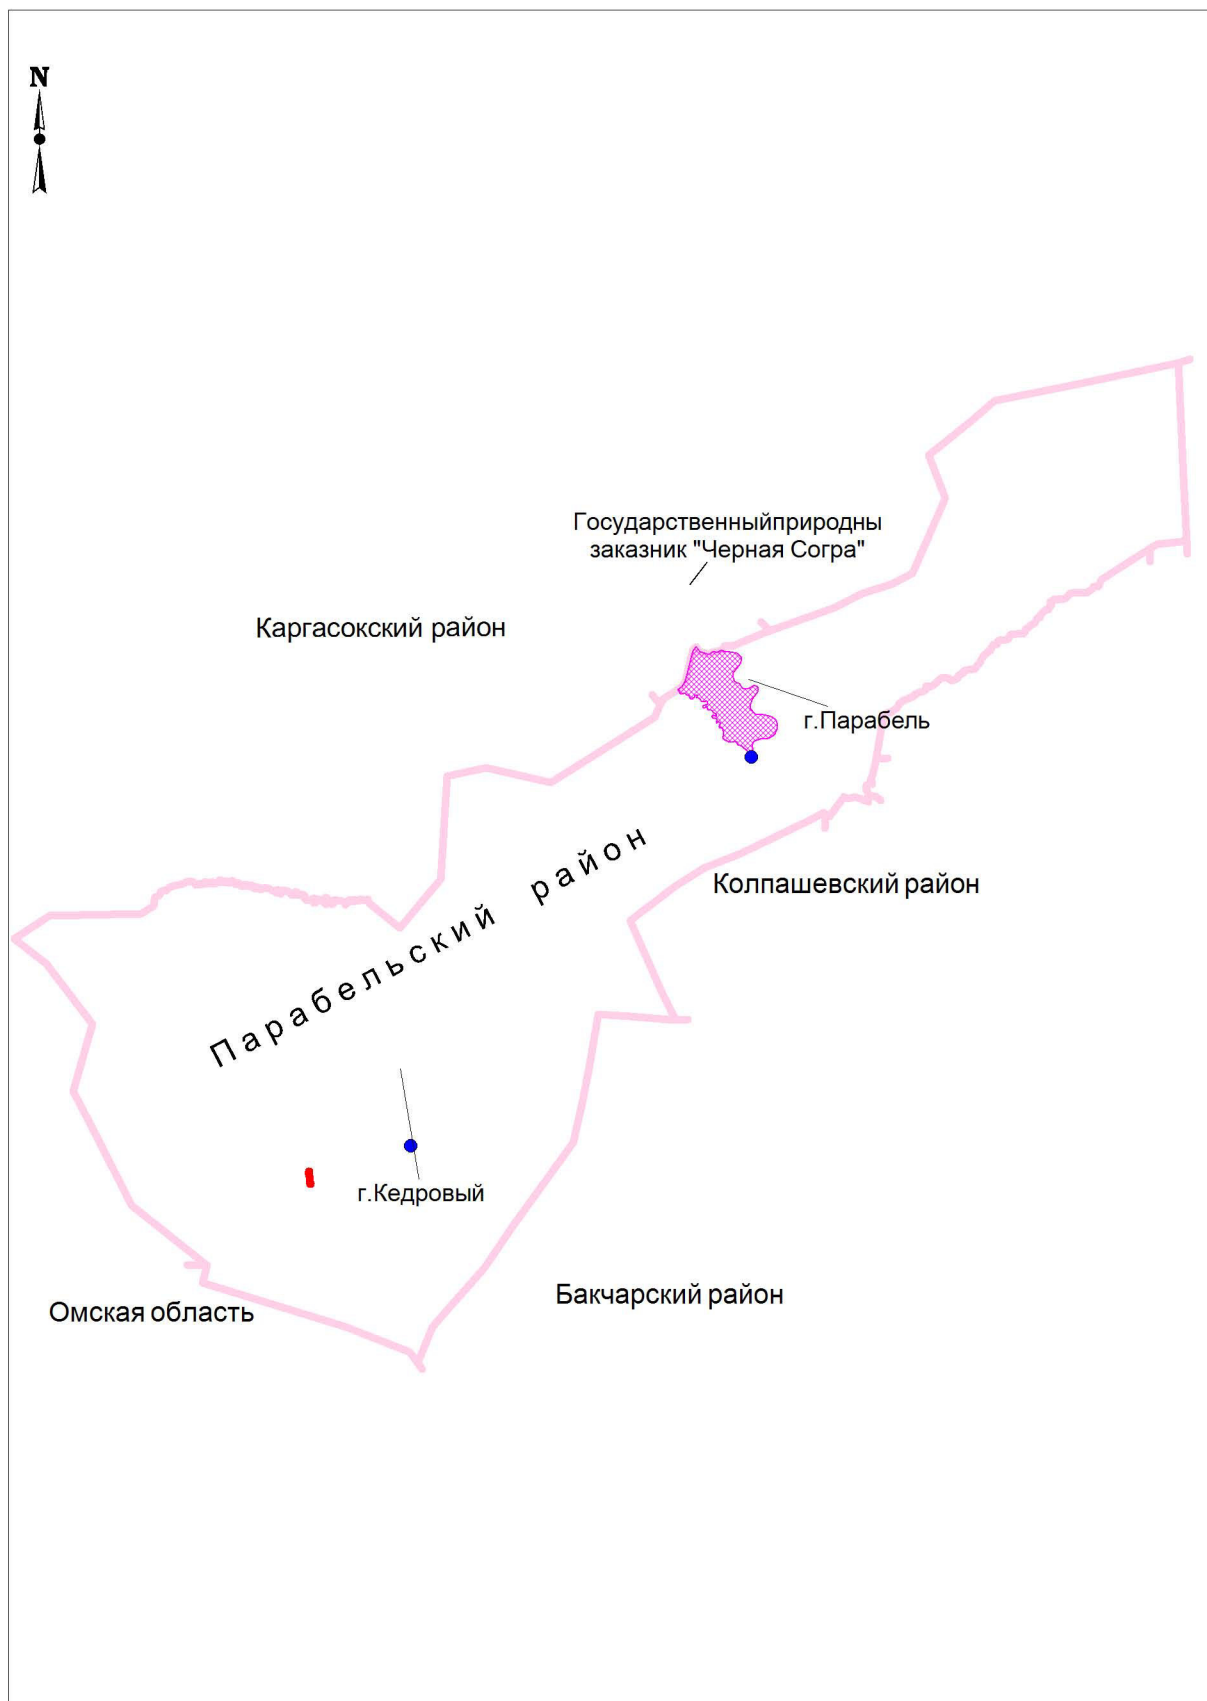 N
Государственныйприродны
заказник "Черная Согра"
Каргасокский район
г.Парабель
Парабельский район
Колпашевский район
г.Кедровый
Бакчарский район
Омская область